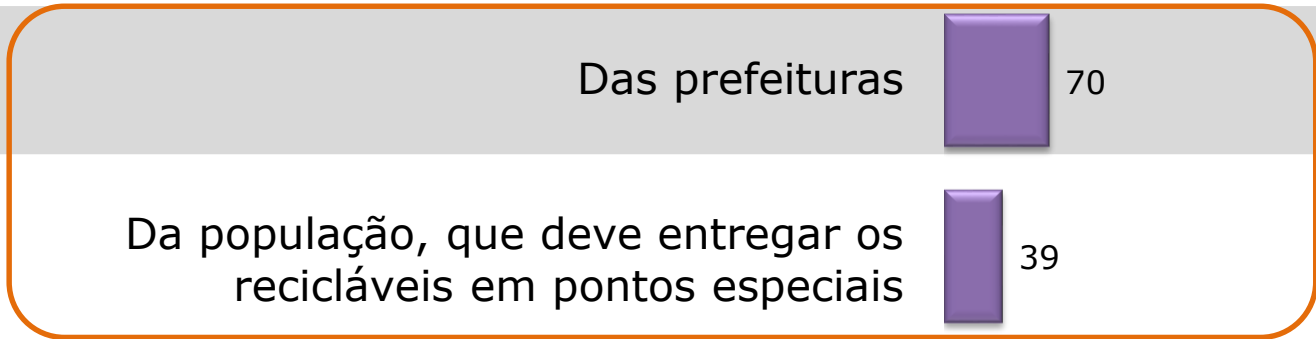 Das prefeituras 70
Da população, que deve entregar os
recicláveis em pontos especiais 39